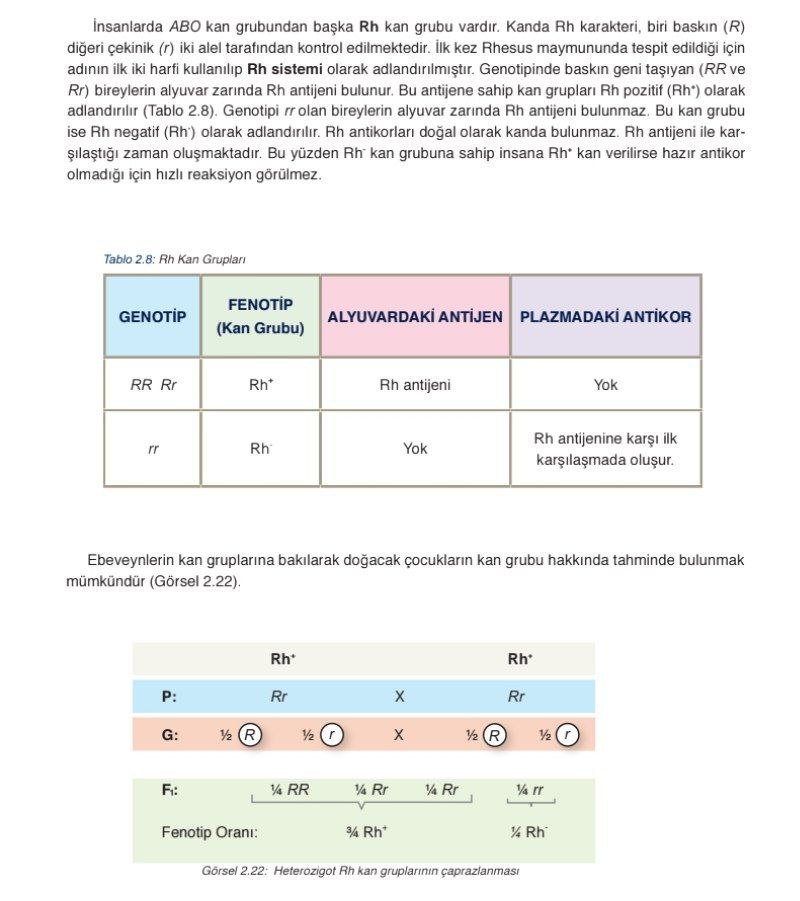 İnsanlarda ABO kan grubundan başka Rh kan grubu vardır. Kanda Rh karakteri, biri baskın (R)
diğeri çekinik (r) iki alel tarafından kontrol edilmektedir. İlk kez Rhesus maymununda tespit edildiği için
adının ilk iki harfi kullanılıp Rh sistemi olarak adlandırılmıştır. Genotipinde baskın geni taşıyan (RR ve
Rr) bireylerin alyuvar zarında Rh antijeni bulunur. Bu antijene sahip kan grupları Rh pozitif (Rh⁺) olarak
adlandırılır (Tablo 2.8). Genotipi rr olan bireylerin alyuvar zarında Rh antijeni bulunmaz. Bu kan grubu
ise Rh negatif (Rh⁻) olarak adlandırılır. Rh antikorları doğal olarak kanda bulunmaz. Rh antijeni ile kar-
şılaştığı zaman oluşmaktadır. Bu yüzden Rh⁻ kan grubuna sahip insana Rh⁺ kan verilirse hazır antikor
olmadığı için hızlı reaksiyon görülmez.
Tablo 2.8: Rh Kan Grupları
GENOTİP FENOTİP (Kan Grubu) ALYUVARDAKİ ANTİJEN PLAZMADAKİ ANTİKOR
RR Rr Rh⁺ Rh antijeni Yok
rr Rh⁻ Yok Rh antijenine karşı ilk
karşılaşmada oluşur.
Ebeveynlerin kan gruplarına bakılarak doğacak çocukların kan grubu hakkında tahminde bulunmak
mümkündür (Görsel 2.22).
Rh⁺ Rh⁺
P: Rr X Rr
G: ½ R ½ r X ½ R ½ r
F₁: ¼ RR ¼ Rr ¼ Rr ¼ rr
Fenotip Oranı: ¾ Rh⁺ ¼ Rh⁻
Görsel 2.22: Heterozigot Rh kan gruplarının çaprazlanması